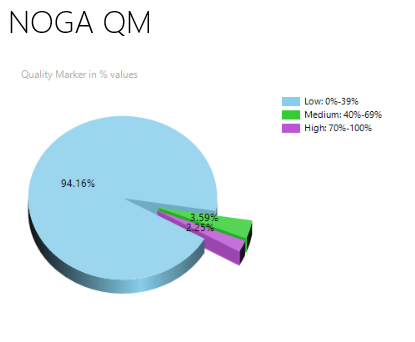 NOGA QM
Quality Marker in % values
Low: 0%-39%
Medium: 40%-69%
High: 70%-100%
94.16%
3.59%
2.25%